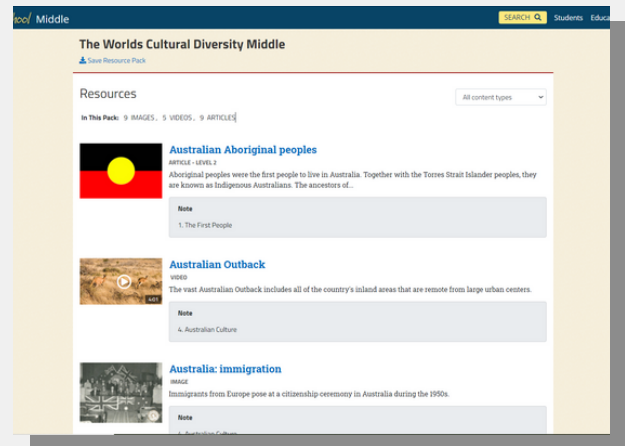 Middle
SEARCH Students
The Worlds Cultural Diversity Middle
Save Resource Pack
Resources
All content types
In This Pack: 9 IMAGES, 5 VIDEOS, 9 ARTICLES
Australian Aboriginal peoples
ARTICLE - LEVEL 2
Aboriginal peoples were the first people to live in Australia. Together with the Torres Strait Islander peoples, they
are known as Indigenous Australians. The ancestors of...
Note
1. The First People
Australian Outback
VIDEO
The vast Australian Outback includes all of the country's inland areas that are remote from large urban centers.
4:01
Note
4. Australian Culture
Australia: immigration
IMAGE
Immigrants from Europe pose at a citizenship ceremony in Australia during the 1950s.
Note